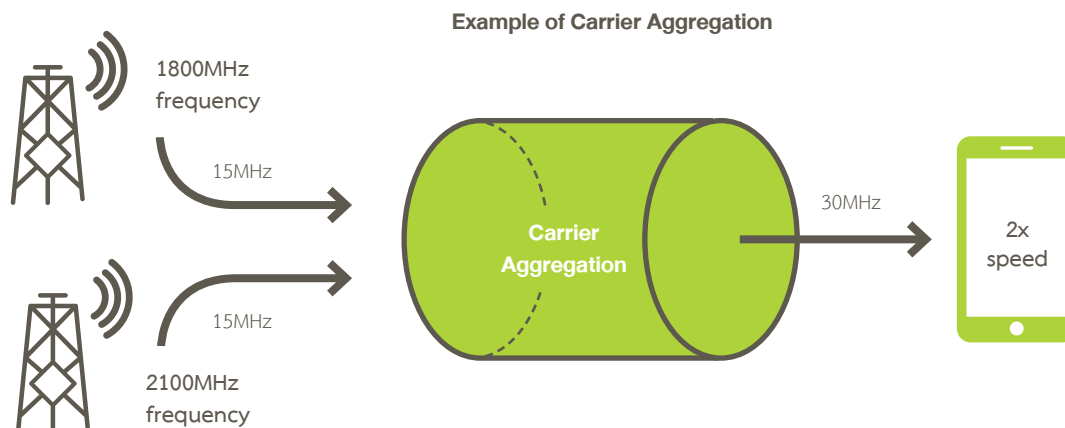 Example of Carrier Aggregation
1800MHz
frequency
15MHz
Carrier
Aggregation
30MHz
2x
speed
15MHz
2100MHz
frequency